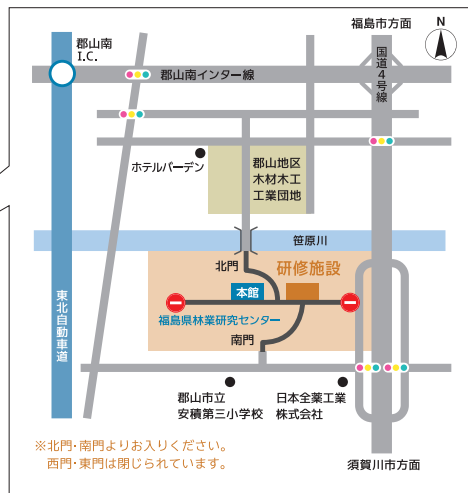 福島市方面
N
郡山南
I.C.
郡山南インター線
国道4号線
ホテルバーデン
郡山地区
木材木工
工業団地
笹原川
北門
研修施設
本館
東北自動車道
福島県林業研究センター
南門
郡山市立
安積第三小学校
日本全薬工業
株式会社
※北門・南門よりお入りください。
西門・東門は閉じられています。
須賀川市方面